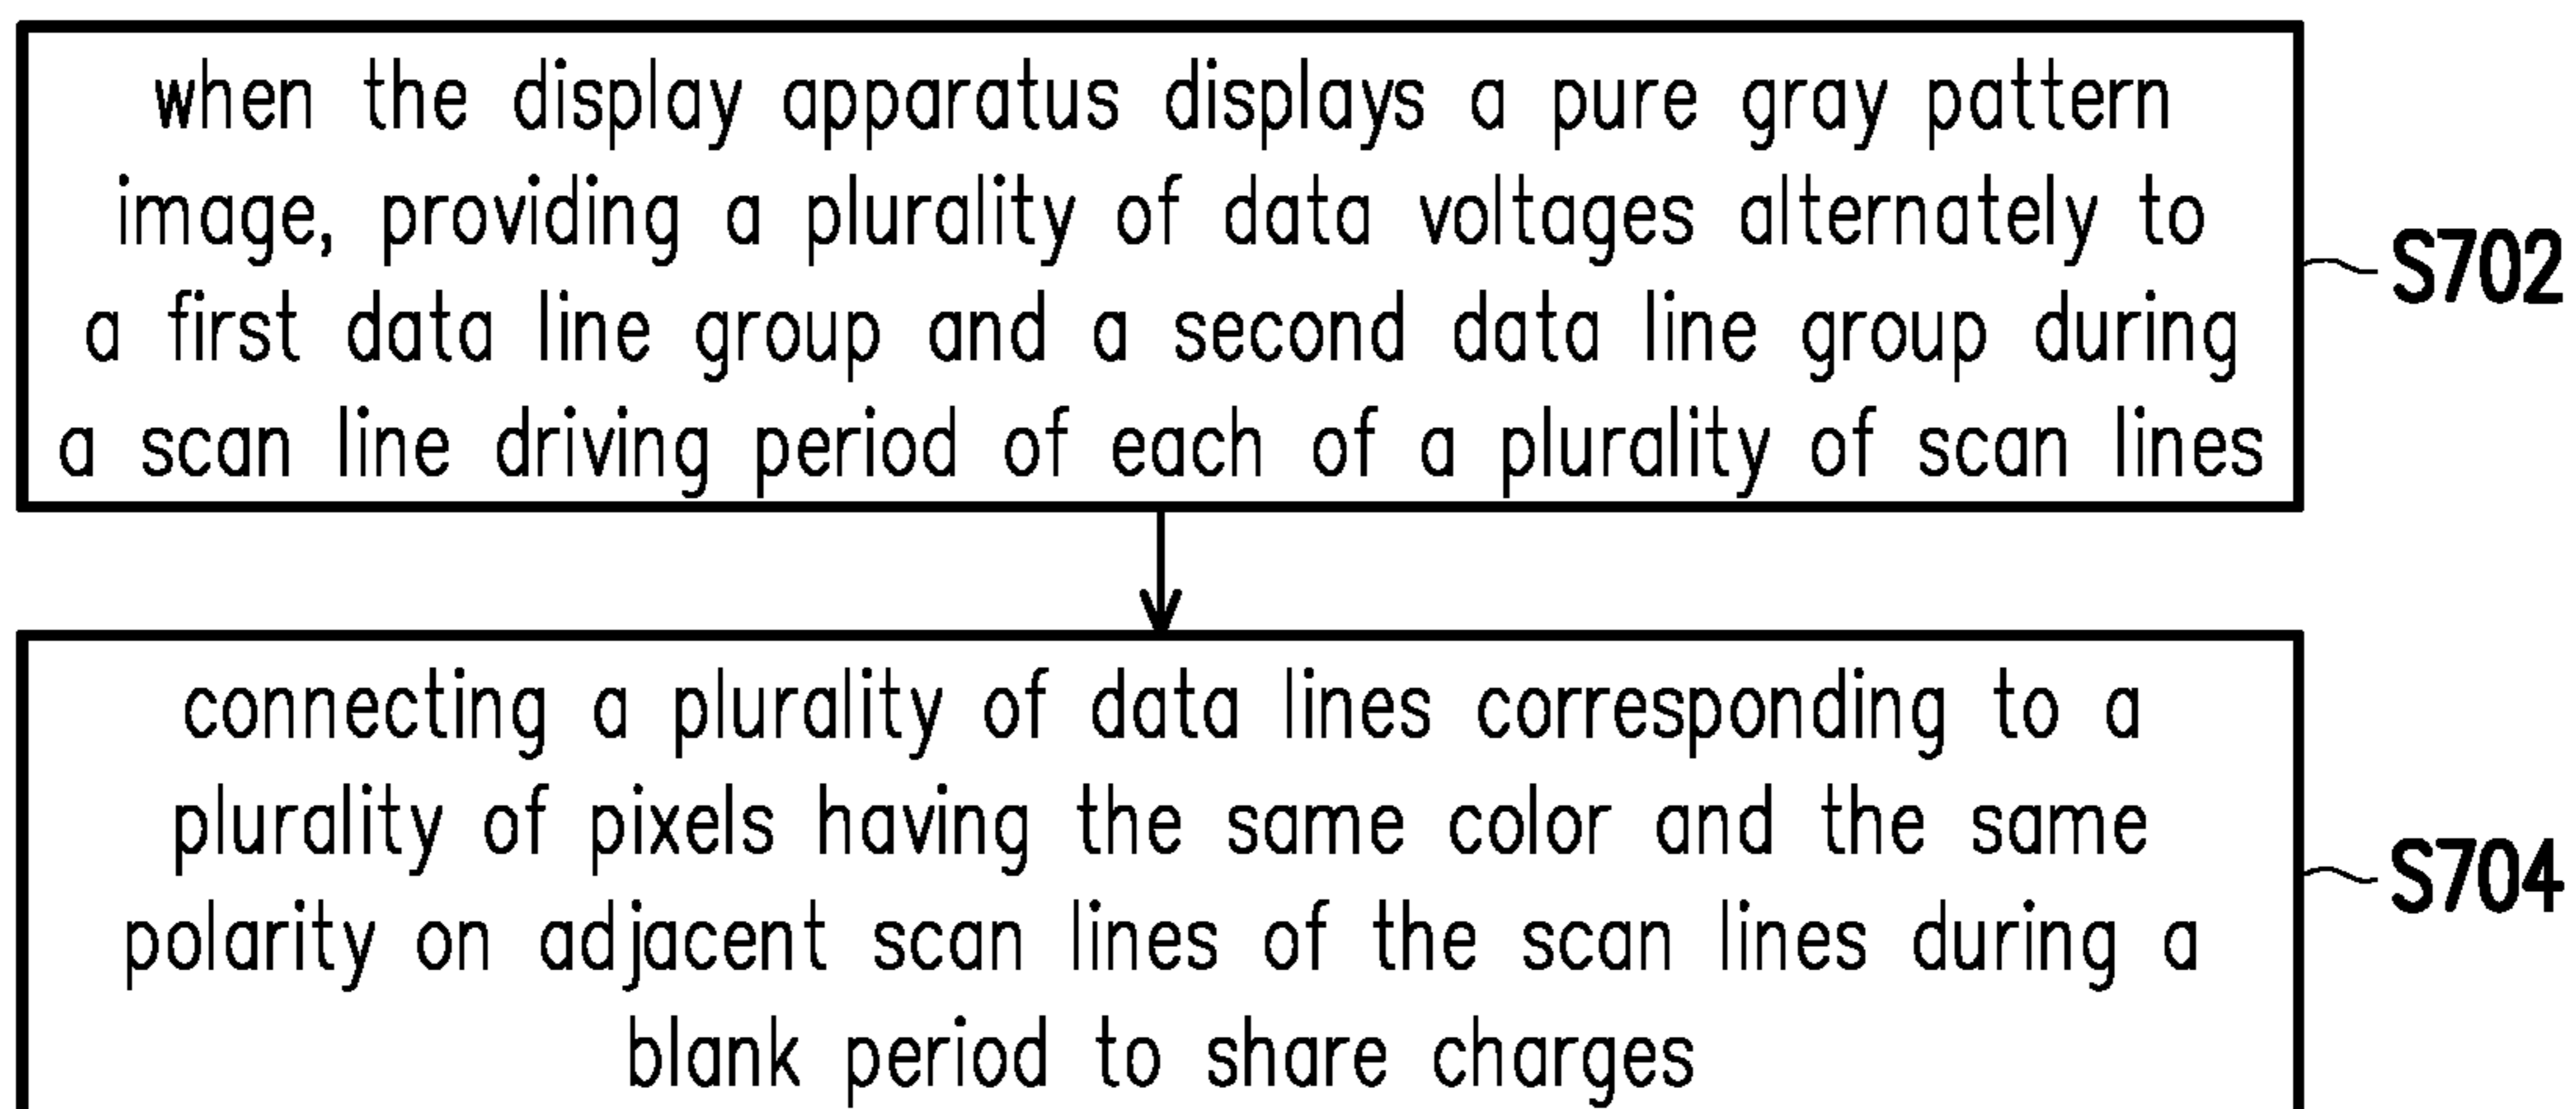 when the display apparatus displays a pure gray pattern
image, providing a plurality of data voltages alternately to
a first data line group and a second data line group during
a scan line driving period of each of a plurality of scan lines
S702
connecting a plurality of data lines corresponding to a
plurality of pixels having the same color and the same
polarity on adjacent scan lines of the scan lines during a
blank period to share charges
S704